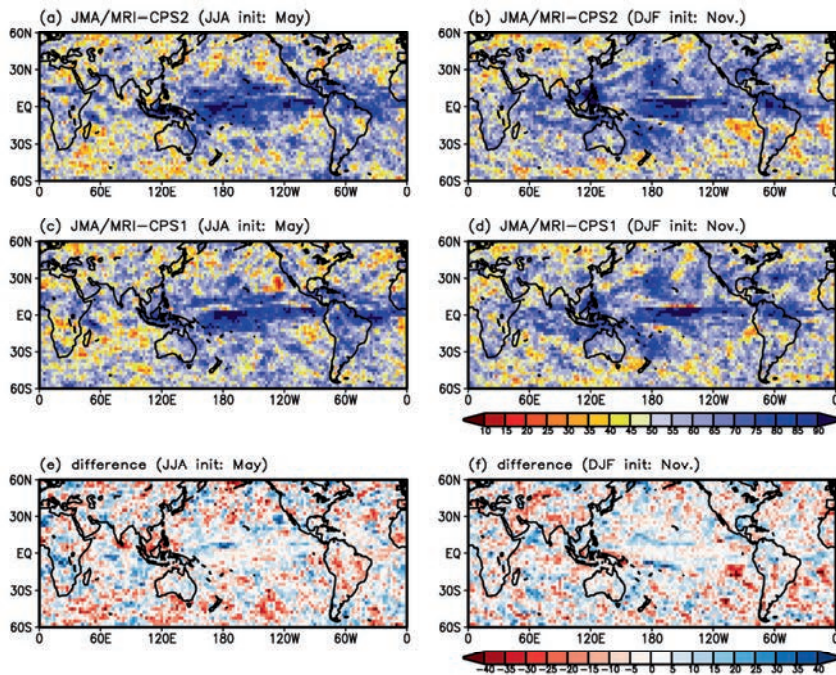 (a) JMA/MRI-CPS2 (JJA init: May)
60N
30N
EQ
30S
60S
0 60E 120E 180 120W 60W 0
(b) JMA/MRI-CPS2 (DJF init: Nov.)
60N
30N
EQ
30S
60S
0 60E 120E 180 120W 60W 0
(c) JMA/MRI-CPS1 (JJA init: May)
60N
30N
EQ
30S
60S
0 60E 120E 180 120W 60W 0
(d) JMA/MRI-CPS1 (DJF init: Nov.)
60N
30N
EQ
30S
60S
0 60E 120E 180 120W 60W 0
10 15 20 25 30 35 40 45 55 60 65 70 75 80 85 90
(e) difference (JJA init: May)
60N
30N
EQ
30S
60S
0 60E 120E 180 120W 60W 0
(f) difference (DJF init: Nov.)
60N
30N
EQ
30S
60S
0 60E 120E 180 120W 60W 0
-40 -35 -30 -25 -20 -15 -10 -5 0 5 10 15 20 25 30 35 40